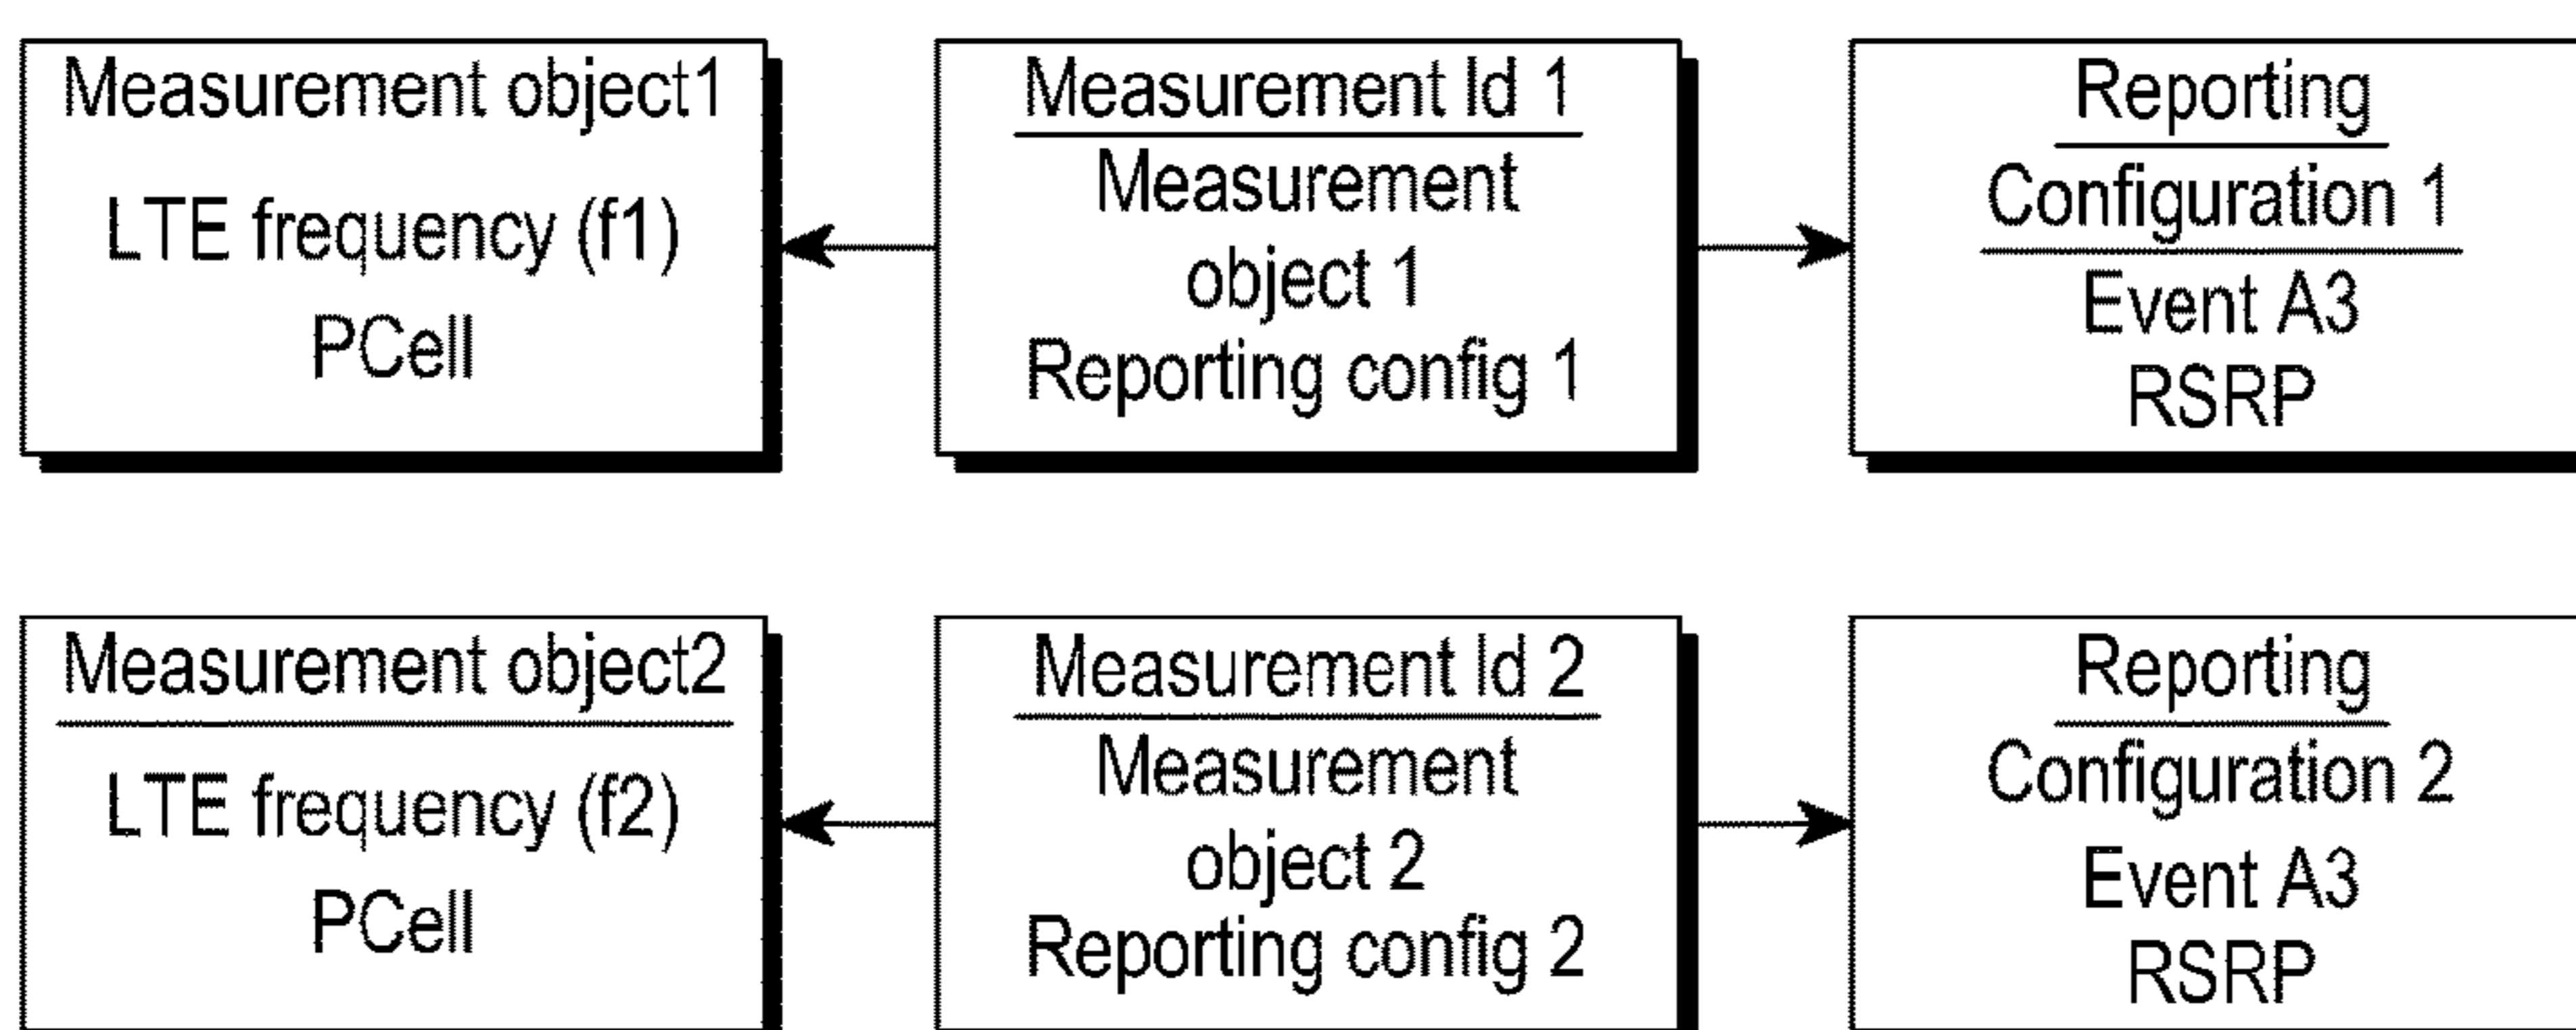 Measurement object1
LTE frequency (f1)
PCell
Measurement Id 1
Measurement
object 1
Reporting config 1
Reporting
Configuration 1
Event A3
RSRP
Measurement object2
LTE frequency (f2)
PCell
Measurement Id 2
Measurement
object 2
Reporting config 2
Reporting
Configuration 2
Event A3
RSRP